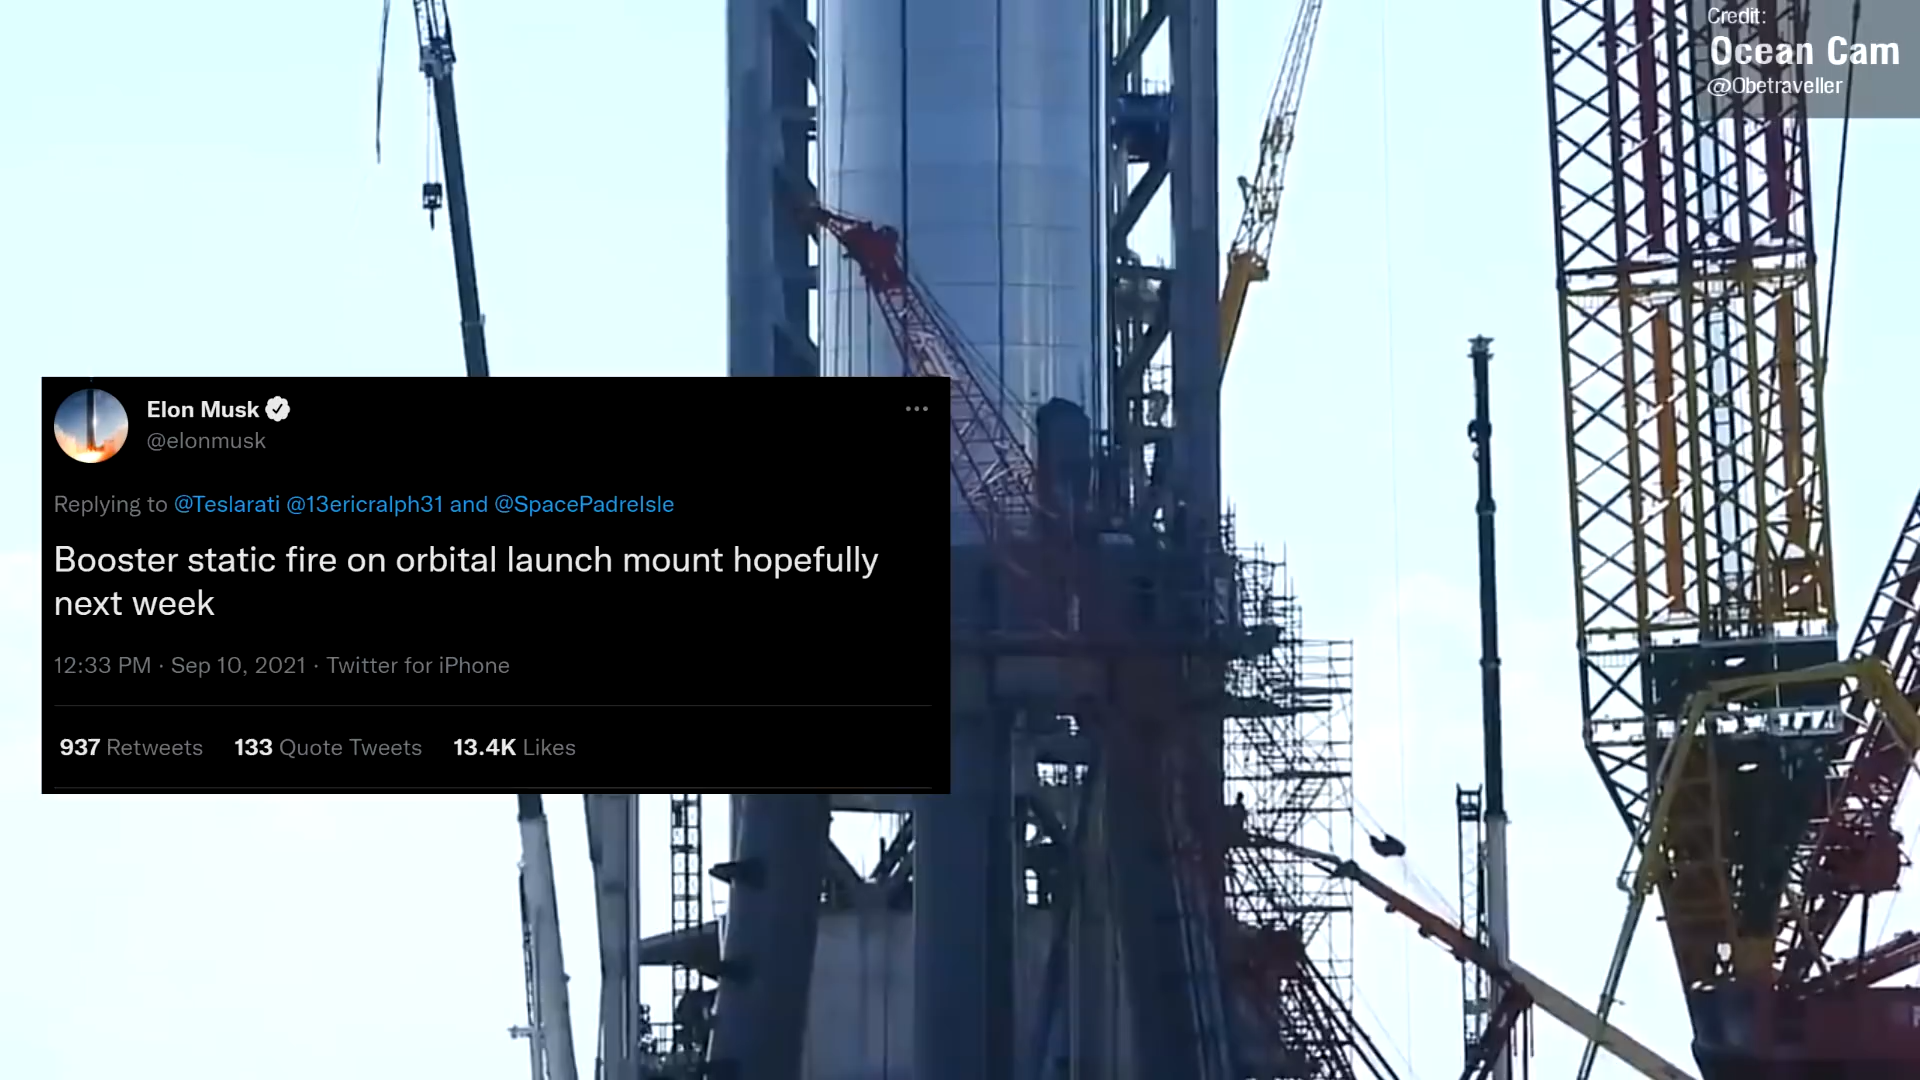 Credit:
Ocean Cam
@Obetraveller
Elon Musk
@elonmusk
Replying to @Teslarati @13ericralph31 and @SpacePadreIsle
Booster static fire on orbital launch mount hopefully
next week
12:33 PM · Sep 10, 2021 · Twitter for iPhone
937 Retweets 133 Quote Tweets 13.4K Likes